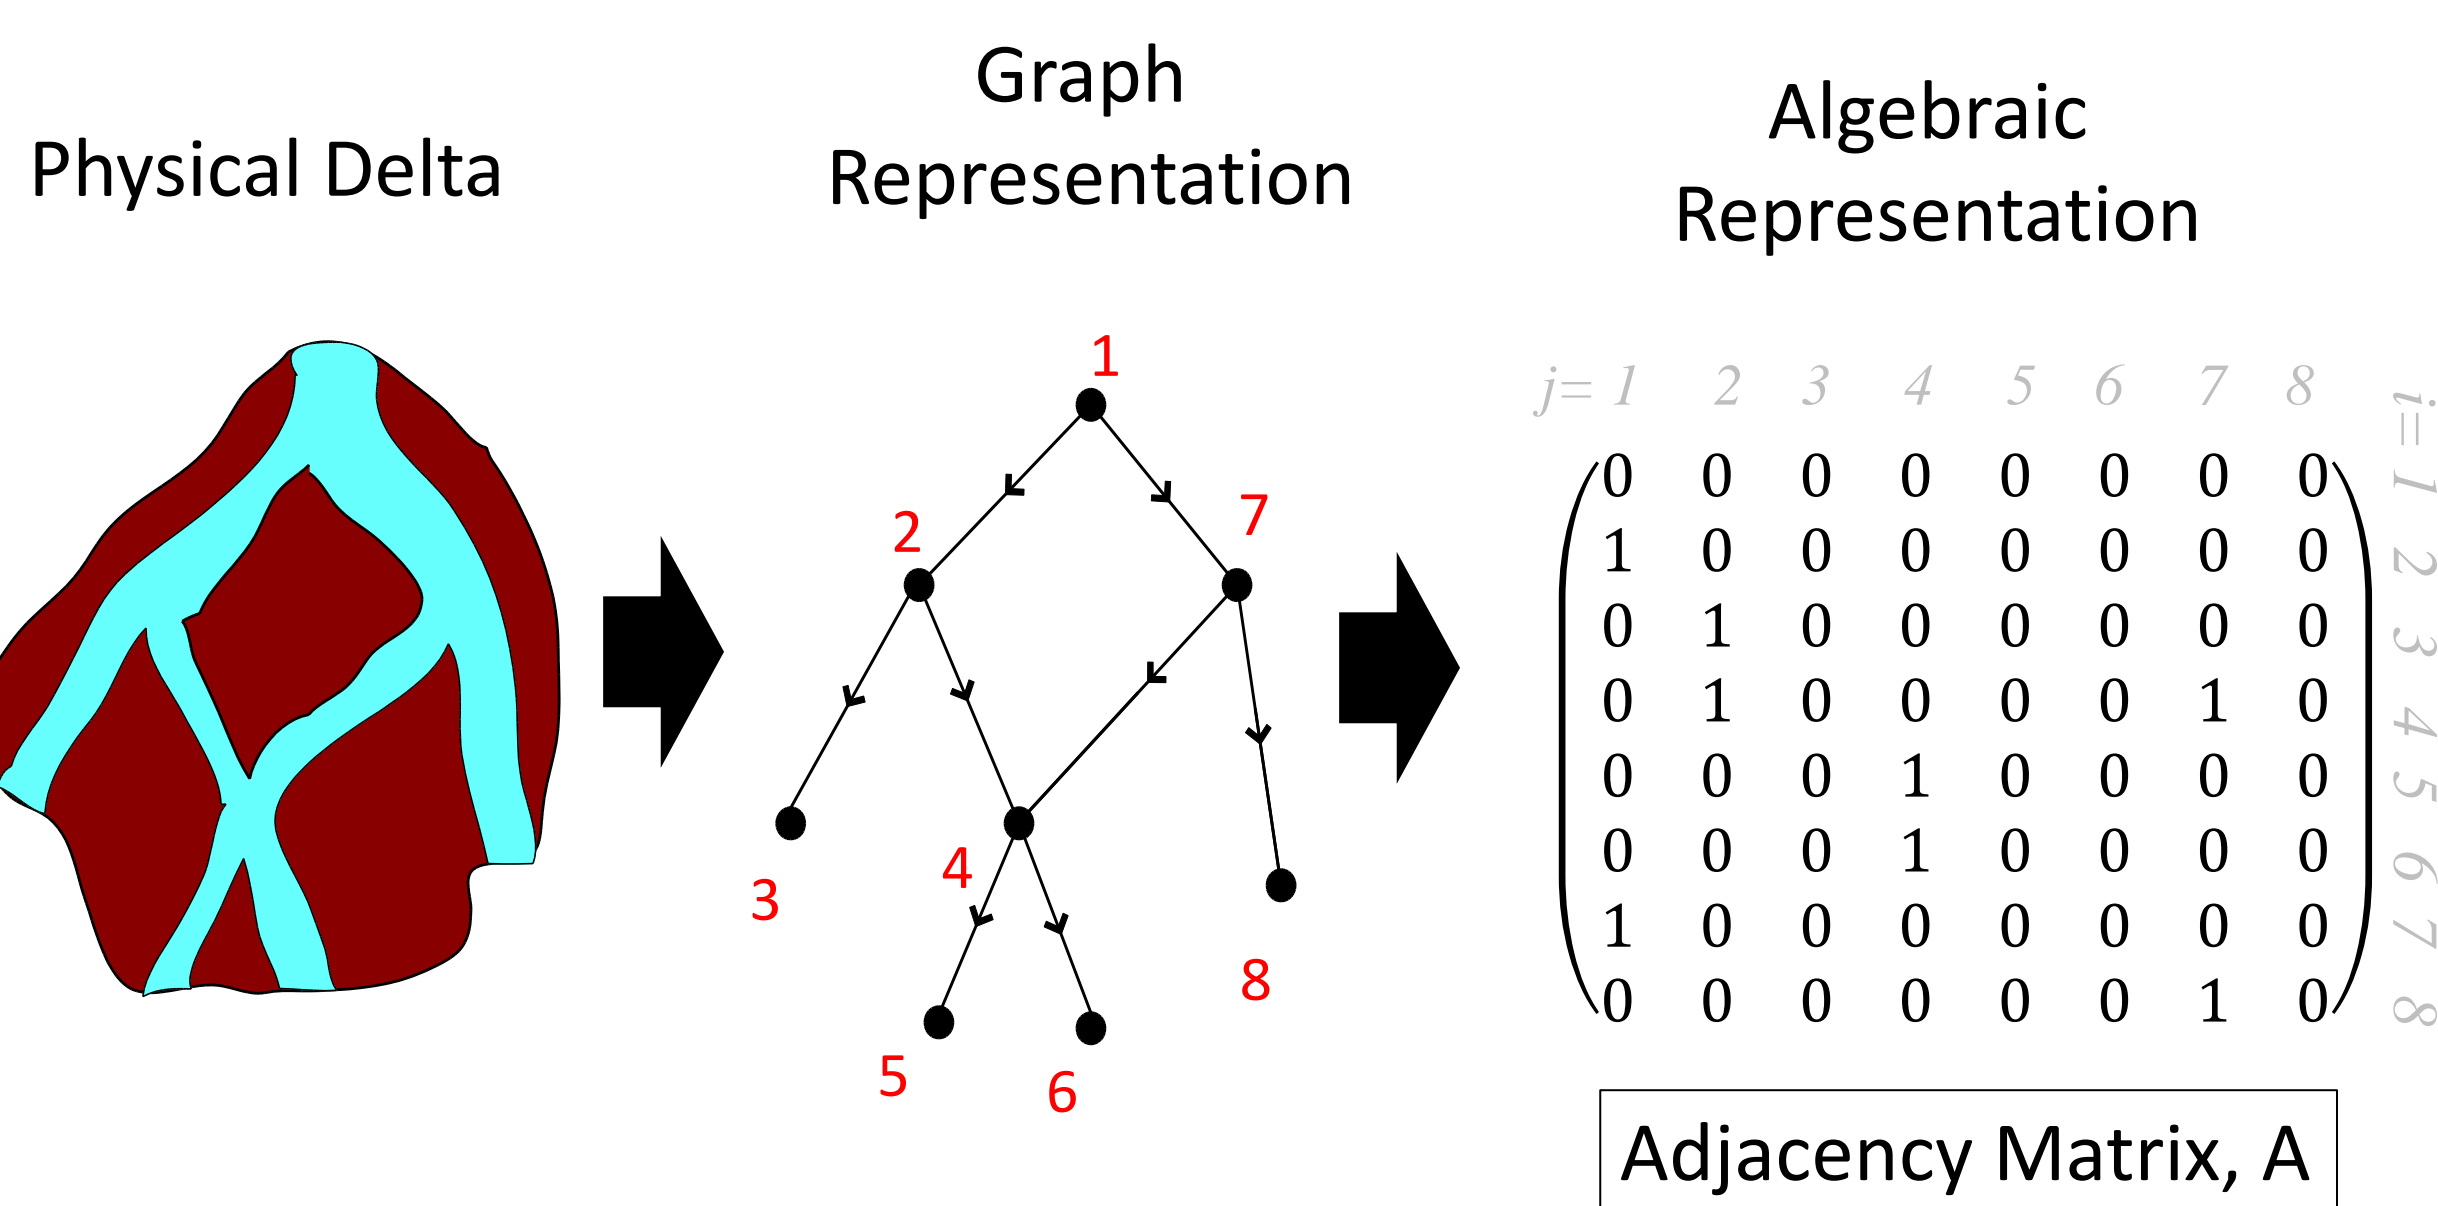 Physical Delta
Graph
Representation
Algebraic
Representation
1
2
7
3
4
8
5
6
j= 1 2 3 4 5 6 7 8
i= 1 2 3 4 5 6 7 8
0 0 0 0 0 0 0 0
1 0 0 0 0 0 0 0
0 1 0 0 0 0 0 0
0 1 0 0 0 0 1 0
0 0 0 1 0 0 0 0
0 0 0 1 0 0 0 0
1 0 0 0 0 0 0 0
0 0 0 0 0 0 1 0
Adjacency Matrix, A